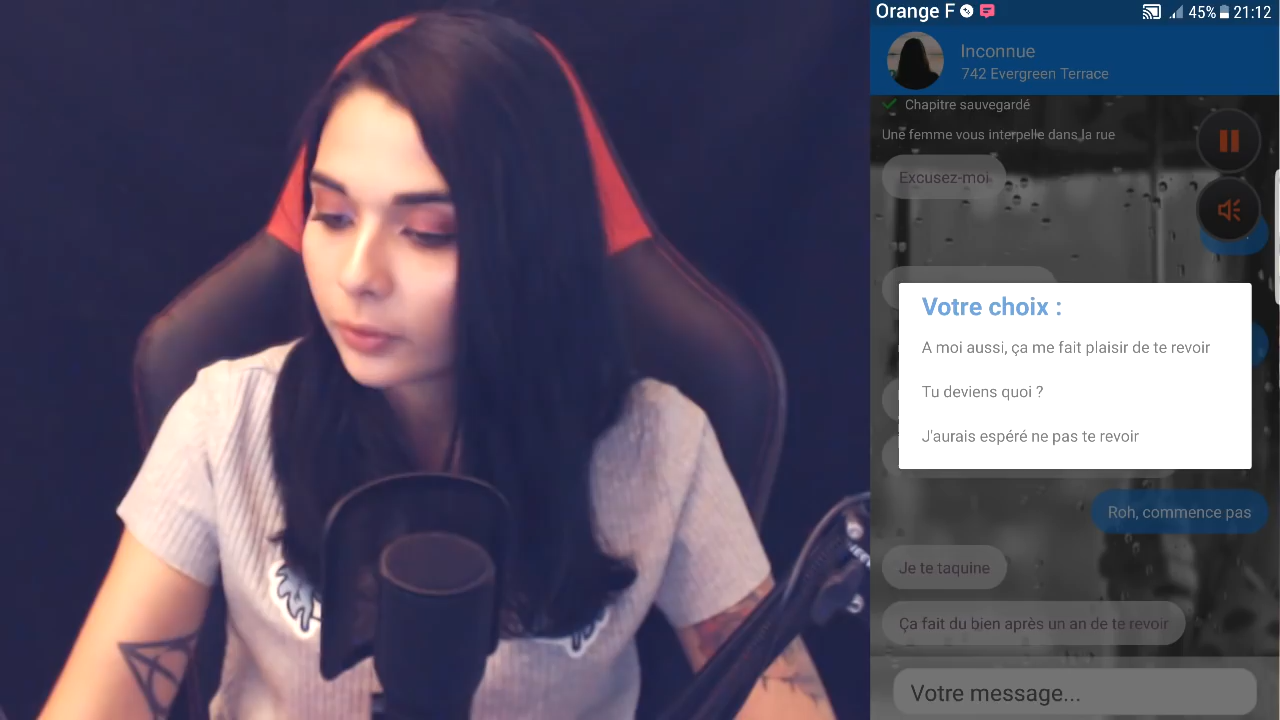 Orange F 45% 21:12
Inconnue
742 Evergreen Terrace
Chapitre sauvegardé
Une femme vous interpelle dans la rue
Excusez-moi
Votre choix :
A moi aussi, ça me fait plaisir de te revoir
Tu deviens quoi ?
J'aurais espéré ne pas te revoir
Roh, commence pas
Je te taquine
Ça fait du bien après un an de te revoir
Votre message...